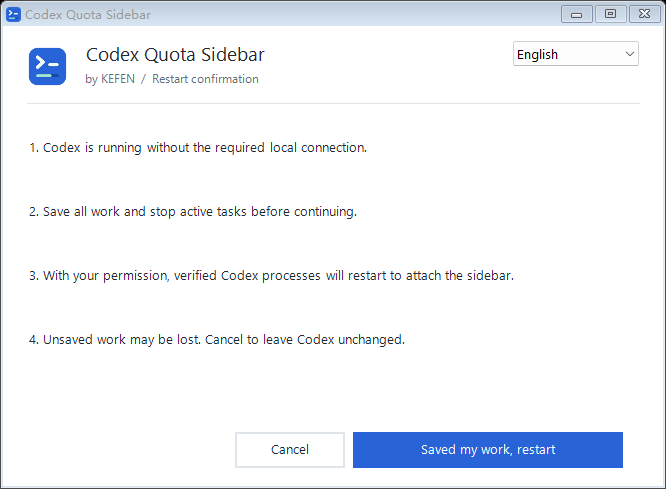 Codex Quota Sidebar
Codex Quota Sidebar
English
by KEFEN / Restart confirmation
1. Codex is running without the required local connection.
2. Save all work and stop active tasks before continuing.
3. With your permission, verified Codex processes will restart to attach the sidebar.
4. Unsaved work may be lost. Cancel to leave Codex unchanged.
Cancel
Saved my work, restart